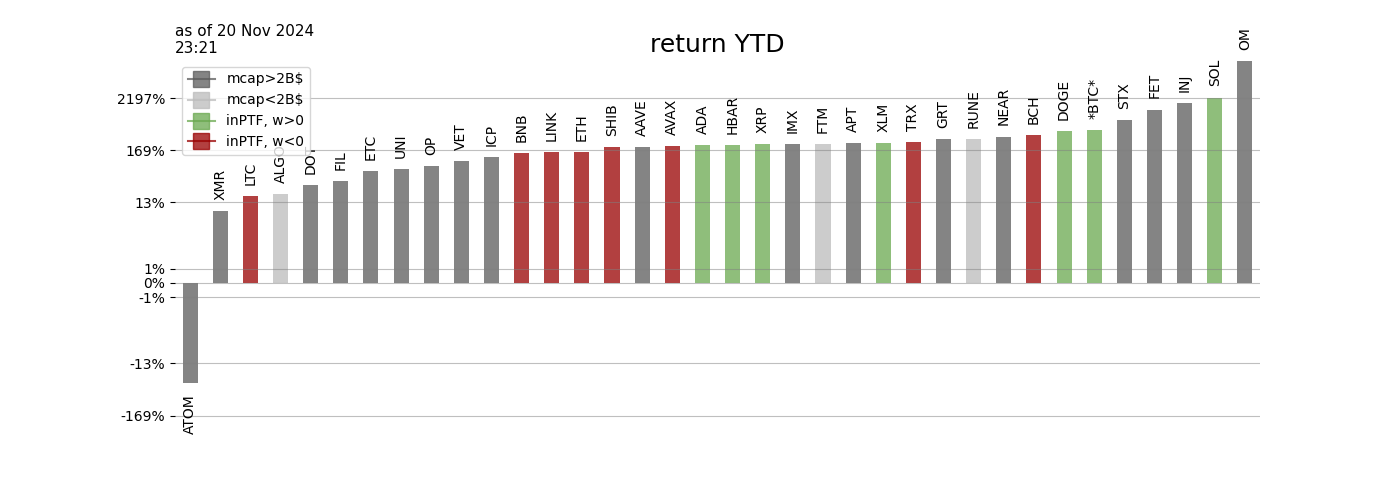 as of 20 Nov 2024
23:21
return YTD
mcap>2B$
mcap<2B$
inPTF, w>0
inPTF, w<0
2197%
169%
13%
1%
0%
-1%
-13%
-169%
ATOM
XMR
LTC
ALGO
DOT
FIL
ETC
UNI
OP
VET
ICP
BNB
LINK
ETH
SHIB
AAVE
AVAX
ADA
HBAR
XRP
IMX
FTM
APT
XLM
TRX
GRT
RUNE
NEAR
BCH
DOGE
*BTC*
STX
FET
INJ
SOL
OM